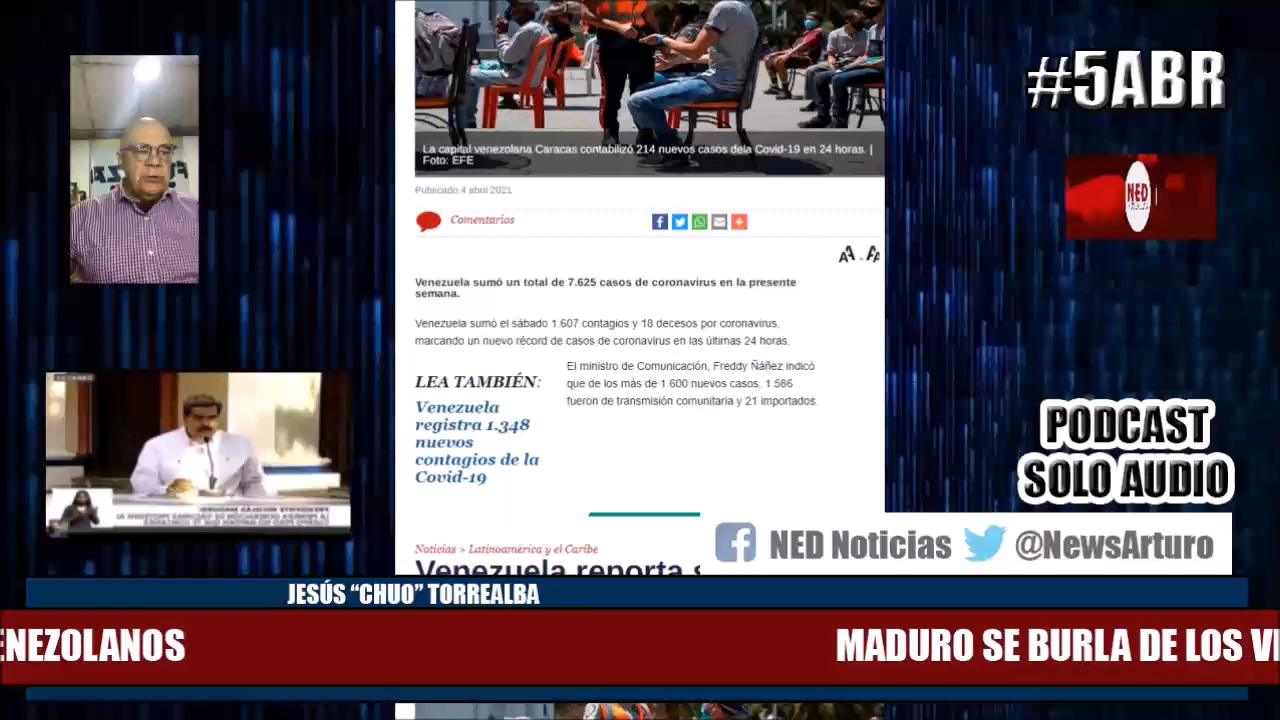 La capital venezolana Caracas contabilizó 214 nuevos casos dela Covid-19 en 24 horas. |
Foto: EFE
#5ABR
Publicado 4 abril 2021
Comentarios
NED
Venezuela sumó un total de 7.625 casos de coronavirus en la presente
semana.
Venezuela sumó el sábado 1.607 contagios y 18 decesos por coronavirus,
marcando un nuevo récord de casos de coronavirus en las últimas 24 horas.
El ministro de Comunicación, Freddy Ñáñez indicó
que de los más de 1.600 nuevos casos. 1.586
fueron de transmisión comunitaria y 21 importados.
LEA TAMBIÉN:
Venezuela
registra 1.348
nuevos
contagios de la
Covid-19
PODCAST
SOLO AUDIO
NED Noticias @NewsArturo
Noticias > Latinoamérica y el Caribe
Venezuela reporta
JESÚS “CHUO” TORREALBA
ENEZOLANOS MADURO SE BURLA DE LOS VE